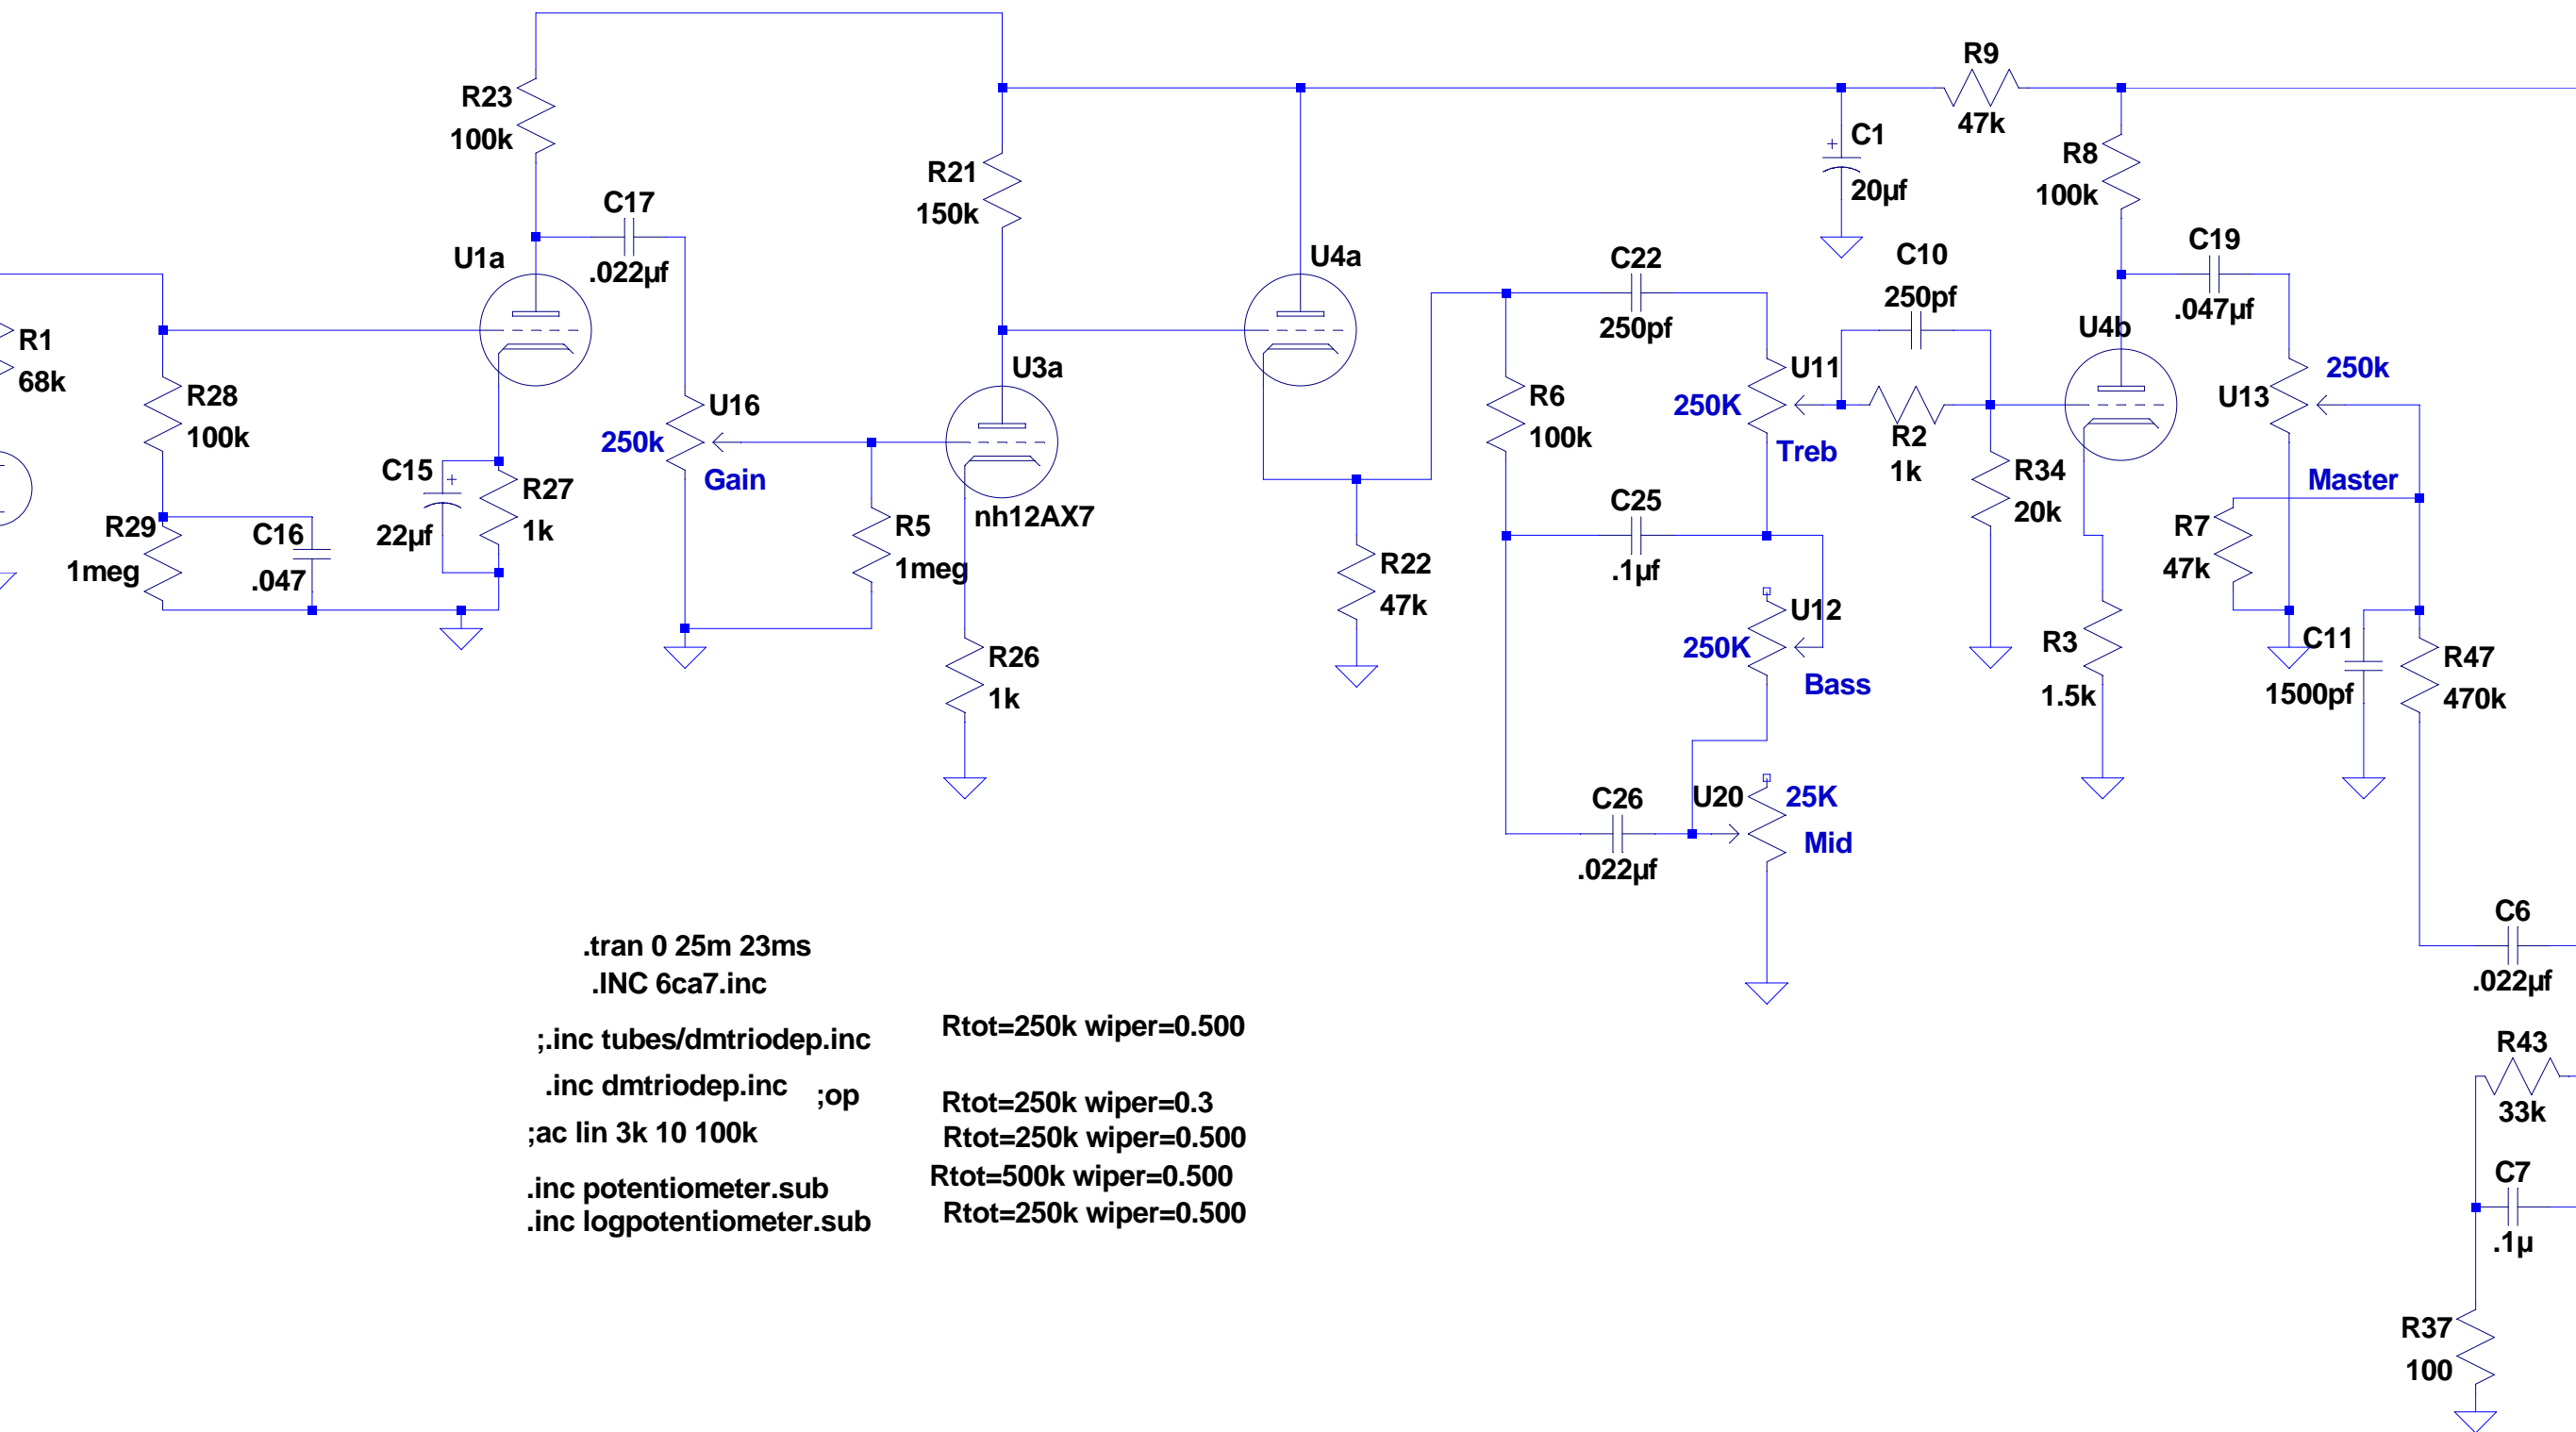 R9
47k
R23
100k
C1
+
20µf
R8
100k
R21
150k
C17
.022µf
U1a
U4a
C22
250pf
C10
250pf
C19
.047µf
R1
68k
U4b
U3a
nh12AX7
R28
100k
U16
250k
Gain
R6
100k
U11
250K
Treb
R2
1k
250k
U13
Master
C15
+
22µf
R27
1k
R34
20k
R29
1meg
C16
.047
R5
1meg
C25
.1µf
R7
47k
R22
47k
U12
250K
Bass
R26
1k
R3
1.5k
C11
1500pf
R47
470k
C26
.022µf
U20
25K
Mid
C6
.022µf
.tran 0 25m 23ms
.INC 6ca7.inc
;.inc tubes/dmtriodep.inc
.inc dmtriodep.inc
;op
;ac lin 3k 10 100k
.inc potentiometer.sub
.inc logpotentiometer.sub
Rtot=250k wiper=0.500
Rtot=250k wiper=0.3
Rtot=250k wiper=0.500
Rtot=500k wiper=0.500
Rtot=250k wiper=0.500
R43
33k
C7
.1µ
R37
100